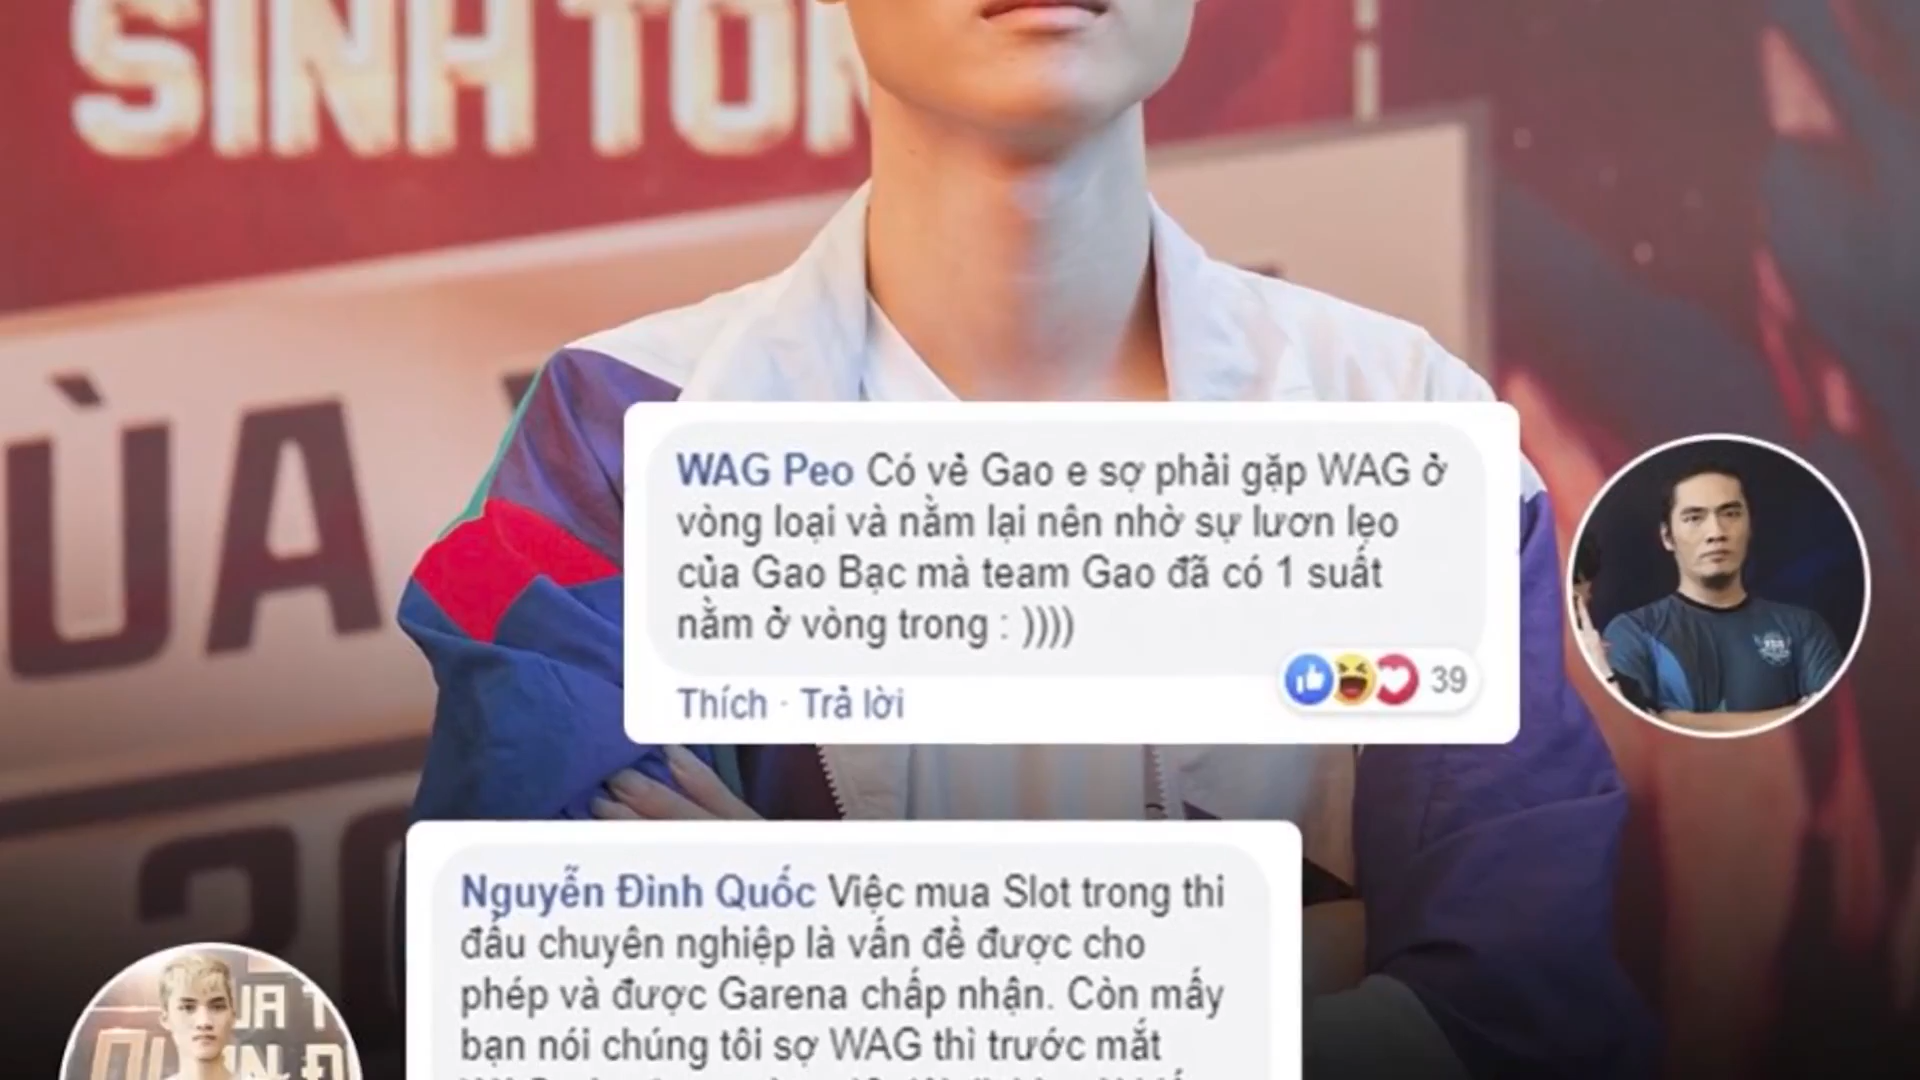 SINH TỒN
ÙA
20
WAG Peo Có vẻ Gao e sợ phải gặp WAG ở
vòng loại và nằm lại nên nhờ sự lươn lẹo
của Gao Bạc mà team Gao đã có 1 suất
nằm ở vòng trong : ))))
Thích · Trả lời
39
Nguyễn Đình Quốc Việc mua Slot trong thi
đấu chuyên nghiệp là vấn đề được cho
phép và được Garena chấp nhận. Còn mấy
bạn nói chúng tôi sợ WAG thì trước mắt